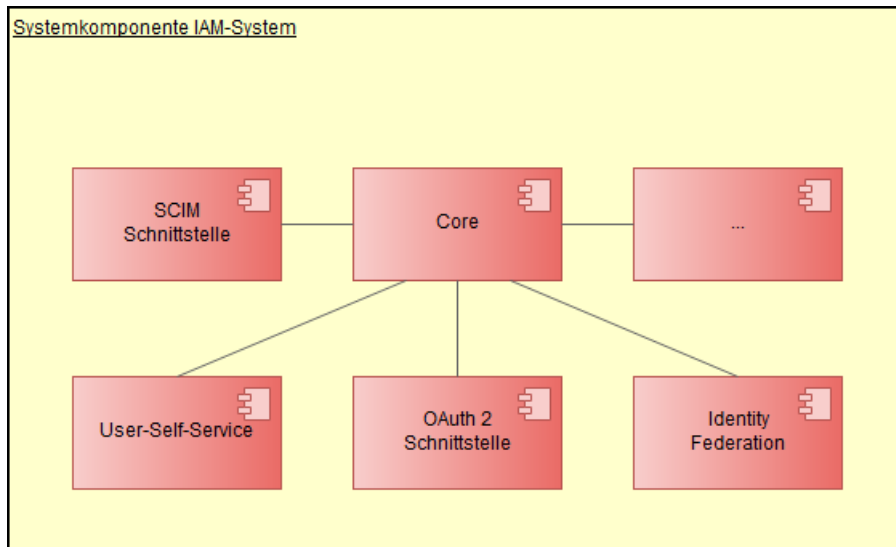 Systemkomponente IAM-System
SCIM
Schnittstelle
Core
...
User-Self-Service
OAuth 2
Schnittstelle
Identity
Federation